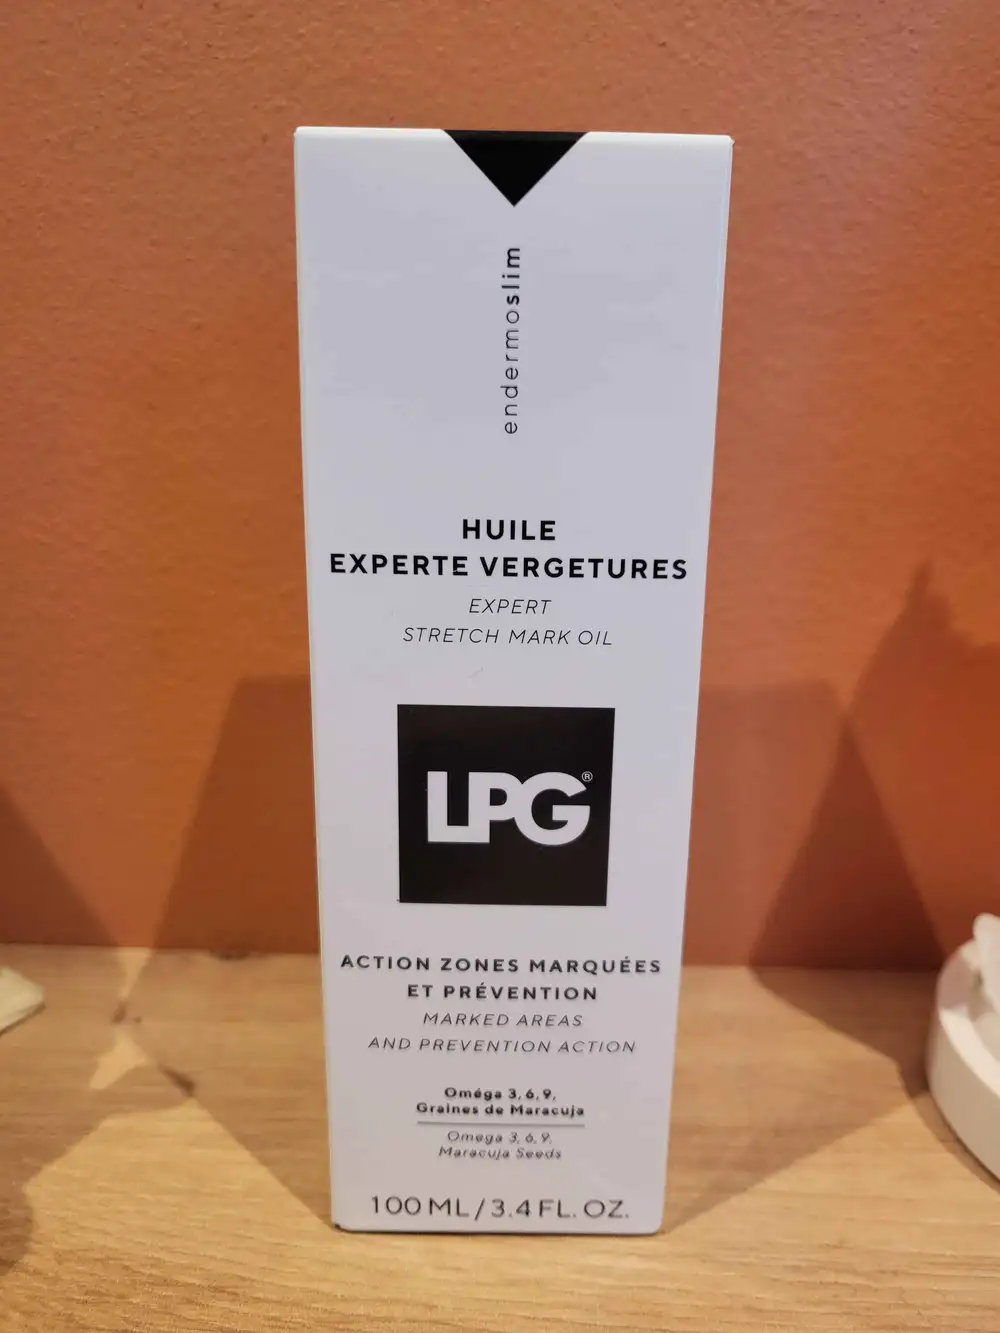 endermoslim
HUILE
EXPERTE VERGETURES
EXPERT
STRETCH MARK OIL
LPG®
ACTION ZONES MARQUÉES
ET PRÉVENTION
MARKED AREAS
AND PREVENTION ACTION
Oméga 3, 6, 9,
Graines de Maracuja
Omega 3, 6, 9,
Maracuja Seeds
100 ML / 3.4 FL. OZ.